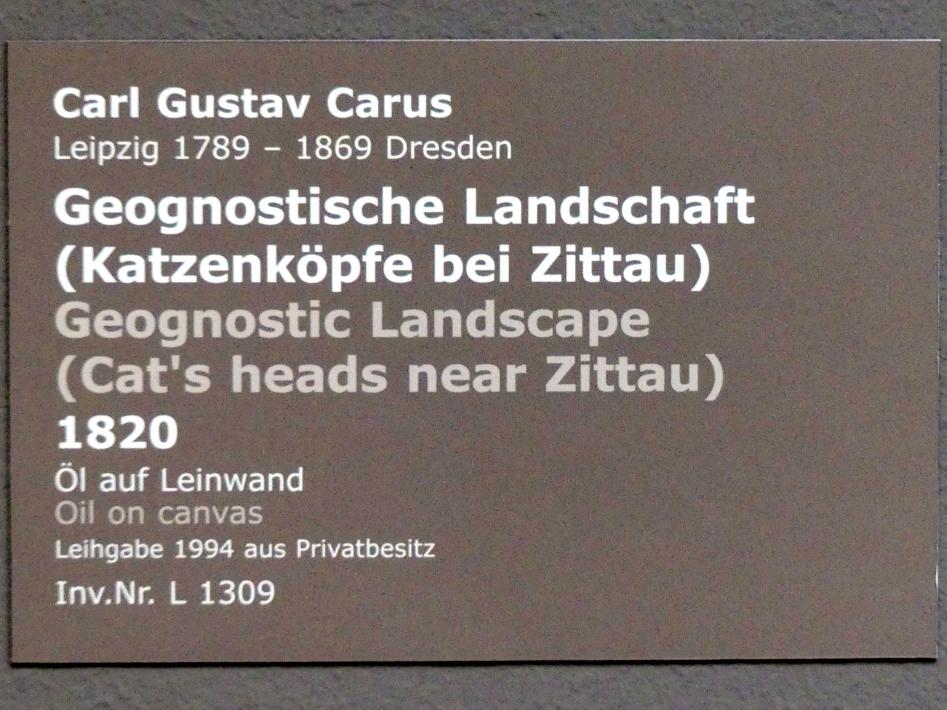 Carl Gustav Carus
Leipzig 1789 – 1869 Dresden
Geognostische Landschaft
(Katzenköpfe bei Zittau)
Geognostic Landscape
(Cat's heads near Zittau)
1820
Öl auf Leinwand
Oil on canvas
Leihgabe 1994 aus Privatbesitz
Inv.Nr. L 1309